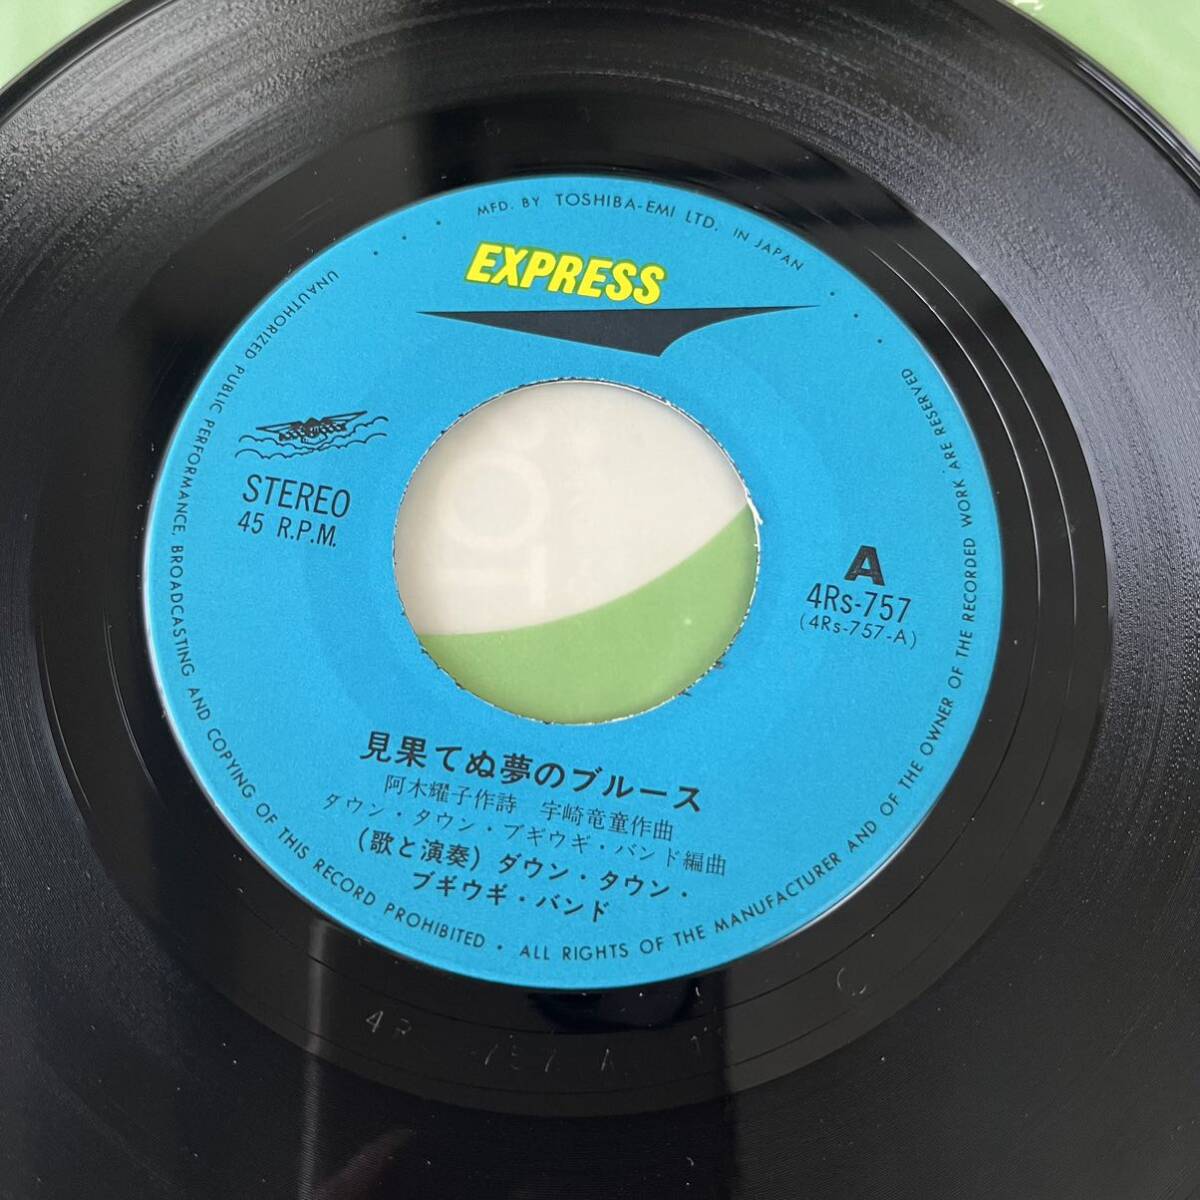 MFD. BY TOSHIBA-EMI LTD. IN JAPAN
EXPRESS
STEREO
45 R.P.M.
A
4Rs-757
(4Rs-757-A)
見果てぬ夢のブルース
阿木耀子作詩 宇崎竜童作曲
ダウン・タウン・ブギウギ・バンド編曲
(歌と演奏) ダウン・タウン・
ブギウギ・バンド
UNAUTHORIZED PUBLIC PERFORMANCE, BROADCASTING AND COPYING OF THIS RECORD PROHIBITED • ALL RIGHTS OF THE MANUFACTURER AND OF THE OWNER OF THE RECORDED WORK ARE RESERVED